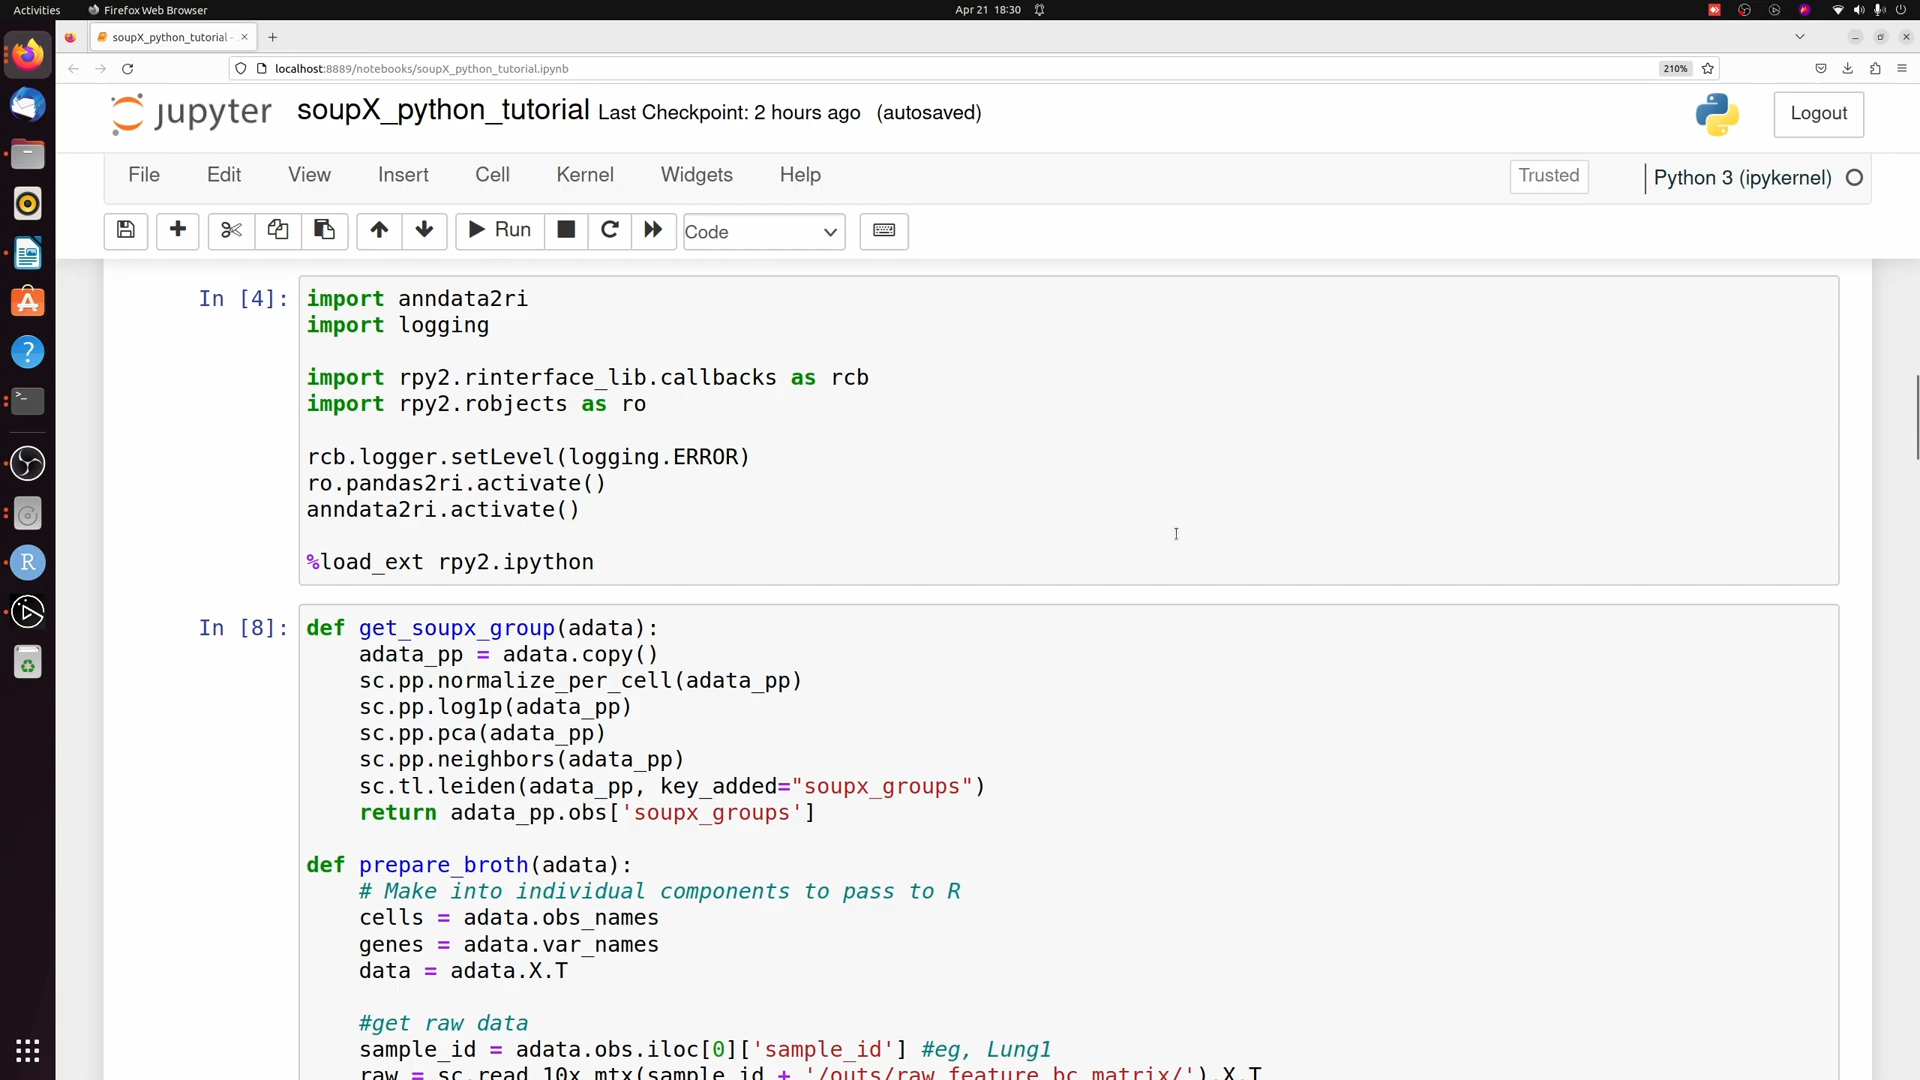 Activities
Firefox Web Browser
Apr 21 18:30
soupX_python_tutorial -
localhost:8889/notebooks/soupX_python_tutorial.ipynb
210%
jupyter
soupX_python_tutorial Last Checkpoint: 2 hours ago (autosaved)
Logout
File Edit View Insert Cell Kernel Widgets Help
Trusted
Python 3 (ipykernel)
Run
Code
In [4]:
import anndata2ri
import logging
import rpy2.rinterface_lib.callbacks as rcb
import rpy2.robjects as ro
rcb.logger.setLevel(logging.ERROR)
ro.pandas2ri.activate()
anndata2ri.activate()
%load_ext rpy2.ipython
In [8]:
def get_soupx_group(adata):
adata_pp = adata.copy()
sc.pp.normalize_per_cell(adata_pp)
sc.pp.log1p(adata_pp)
sc.pp.pca(adata_pp)
sc.pp.neighbors(adata_pp)
sc.tl.leiden(adata_pp, key_added="soupx_groups")
return adata_pp.obs['soupx_groups']
def prepare_broth(adata):
# Make into individual components to pass to R
cells = adata.obs_names
genes = adata.var_names
data = adata.X.T
#get raw data
sample_id = adata.obs.iloc[0]['sample_id'] #eg, Lung1
raw = sc.read_10x_mtx(sample_id + '/outs/raw_feature_bc_matrix/').X.T